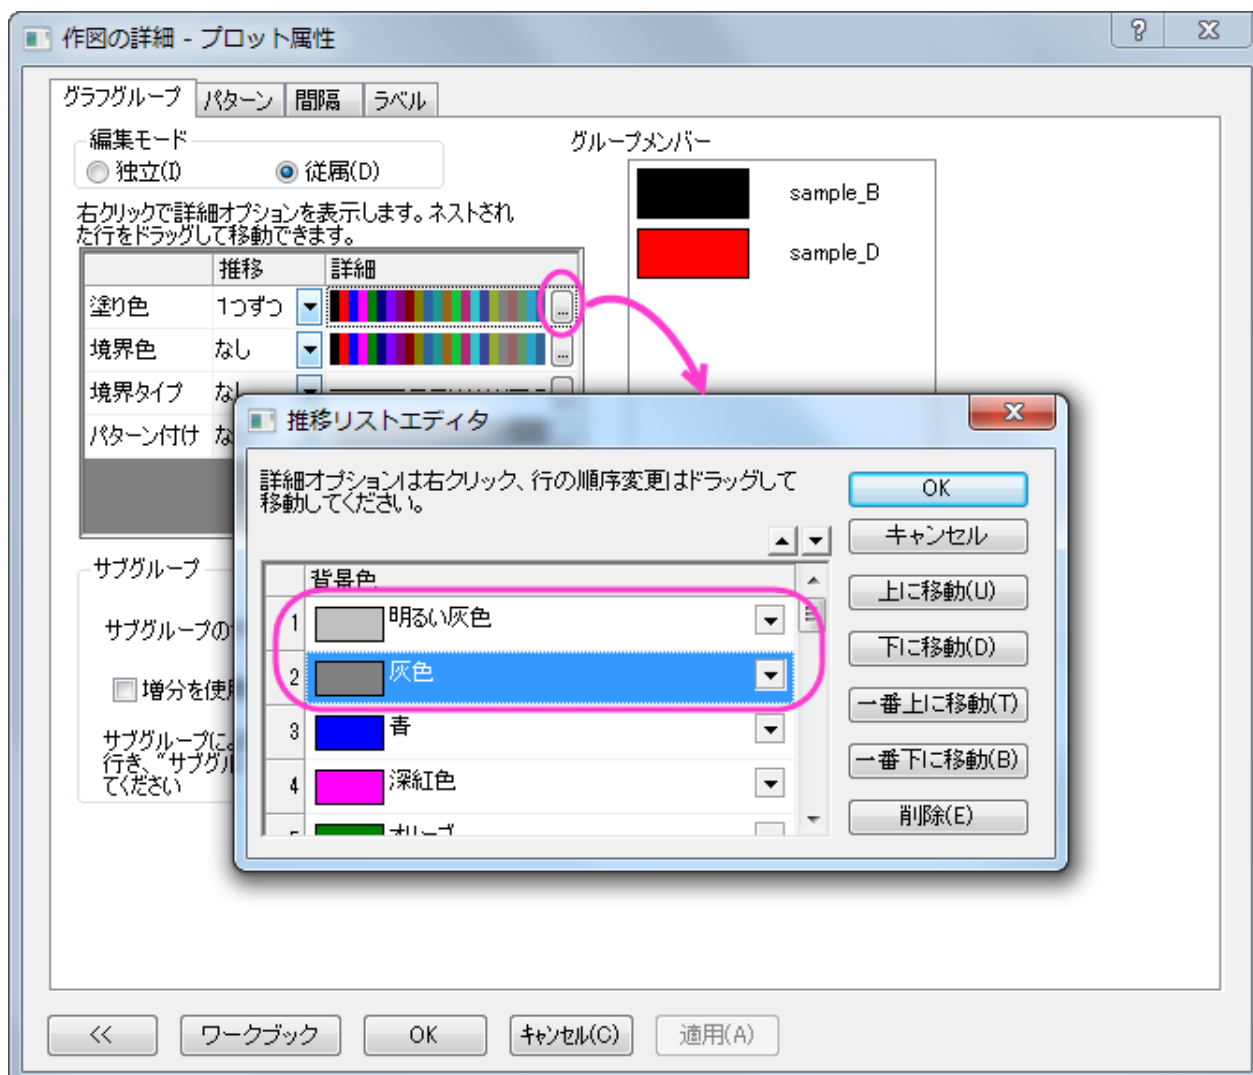 作図の詳細 - プロット属性
グラフグループ パターン 間隔 ラベル
編集モード
独立(I) 従属(D)
右クリックで詳細オプションを表示します。ネストされ
た行をドラッグして移動できます。
推移 詳細
塗り色 1つずつ ...
境界色 なし ...
境界タイプ
パターン付け
グループメンバー
sample_B
sample_D
サブグループ
サブグループの
増分を使用
サブグループに
行き、“サブグル
てください
推移リストエディタ
詳細オプションは右クリック、行の順序変更はドラッグして
移動してください。
背景色
1 明るい灰色
2 灰色
3 青
4 深紅色
OK
キャンセル
上に移動(U)
下に移動(D)
一番上に移動(T)
一番下に移動(B)
削除(E)
<< ワークブック OK キャンセル(C) 適用(A)